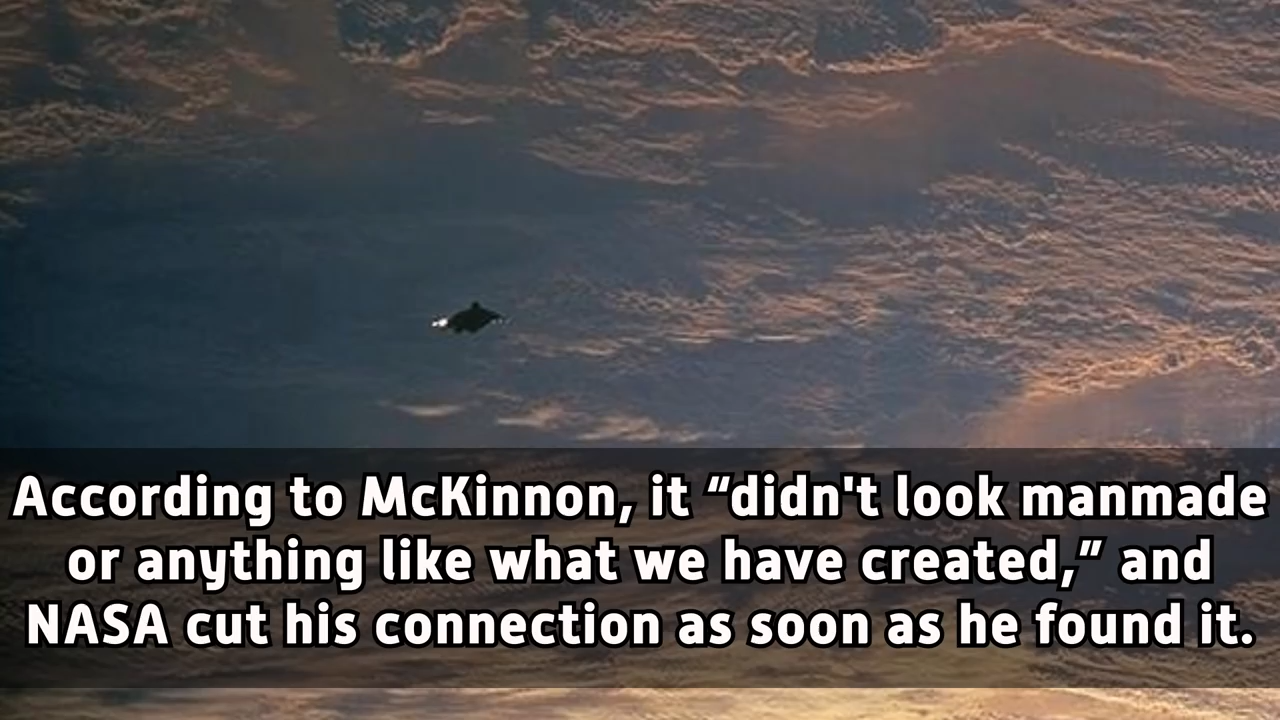 According to McKinnon, it “didn't look manmade
or anything like what we have created,” and
NASA cut his connection as soon as he found it.